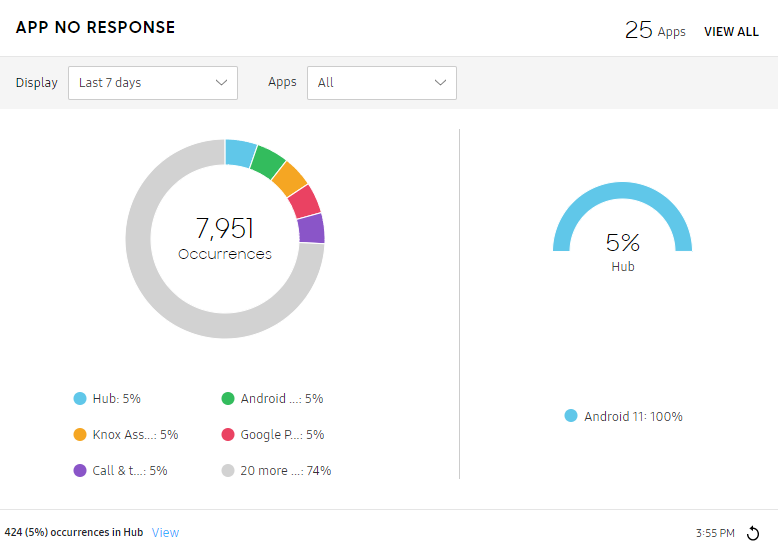 APP NO RESPONSE
25 Apps VIEW ALL
Display Last 7 days Apps All
7,951
Occurrences
5%
Hub
Hub: 5% Android ...: 5%
Knox Ass...: 5% Google P...: 5%
Call & t...: 5% 20 more ...: 74%
Android 11: 100%
424 (5%) occurrences in Hub View 3:55 PM